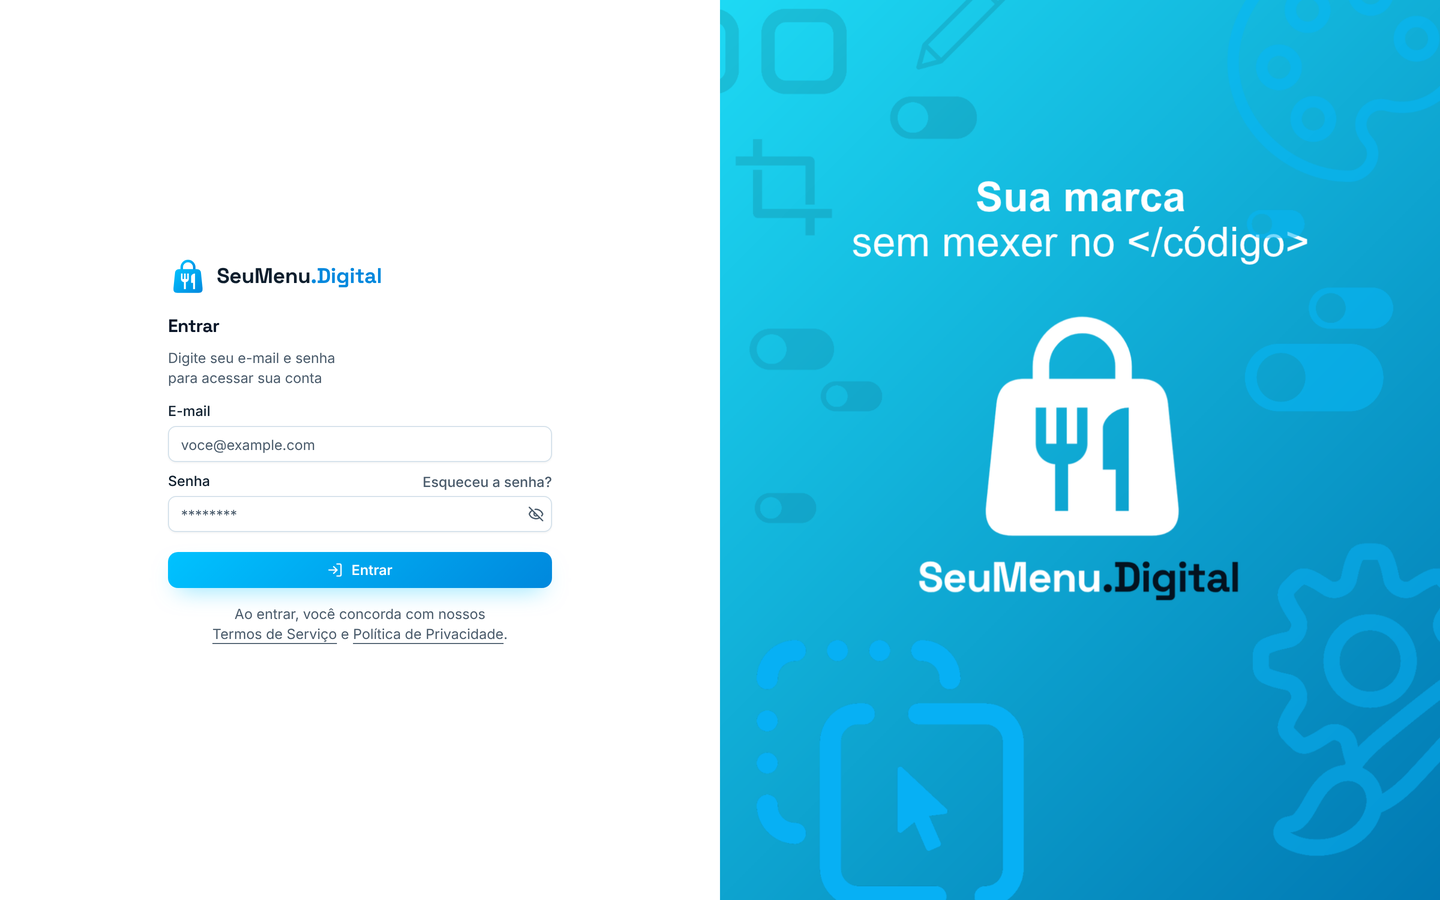 SeuMenu.Digital
Entrar
Digite seu e-mail e senha
para acessar sua conta
E-mail
voce@example.com
Senha
Esqueceu a senha?
********
Entrar
Ao entrar, você concorda com nossos
Termos de Serviço e Política de Privacidade.
Sua marca
sem mexer no </código>
SeuMenu.Digital